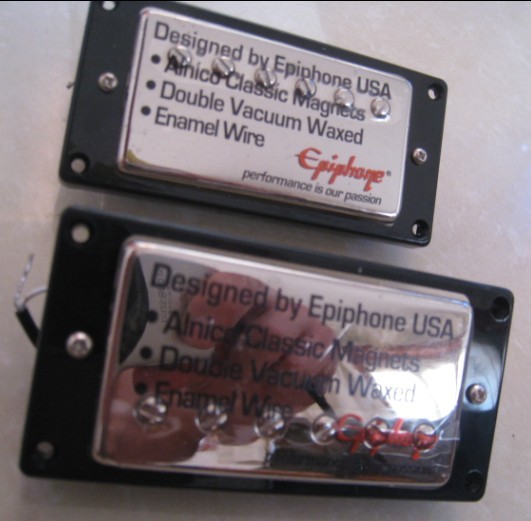 Designed by Epiphone USA
• Alnico Classic Magnets
• Double Vacuum Waxed
• Enamel Wire
Epiphone®
performance is our passion
Designed by Epiphone USA
• Alnico Classic Magnets
• Double Vacuum Waxed
• Enamel Wire
Epiphone